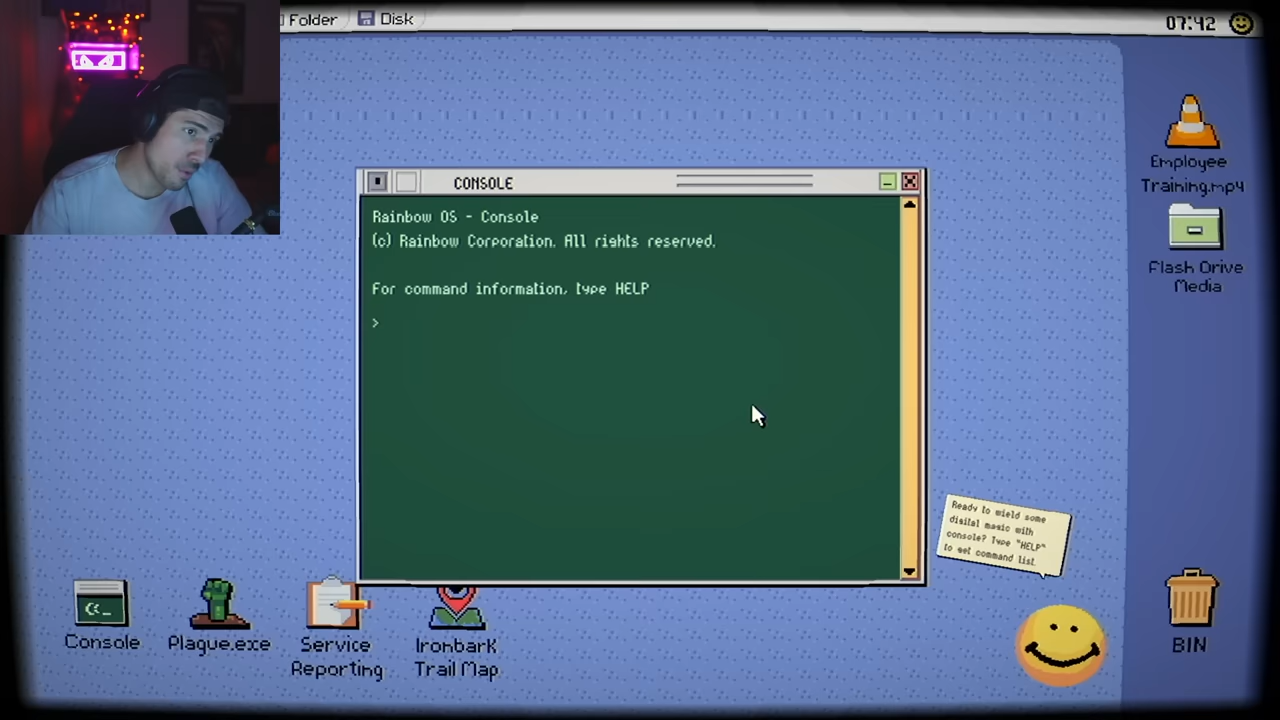 Folder
Disk
07:42
CONSOLE
Rainbow OS - Console
(c) Rainbow Corporation. All rights reserved.
For command information, type HELP
>
Employee
Training.mp4
Flash Drive
Media
Ready to wield some
digital magic with
console? Type "HELP"
to get command list
Console
Plague.exe
Service
Reporting
Ironbark
Trail Map
BIN